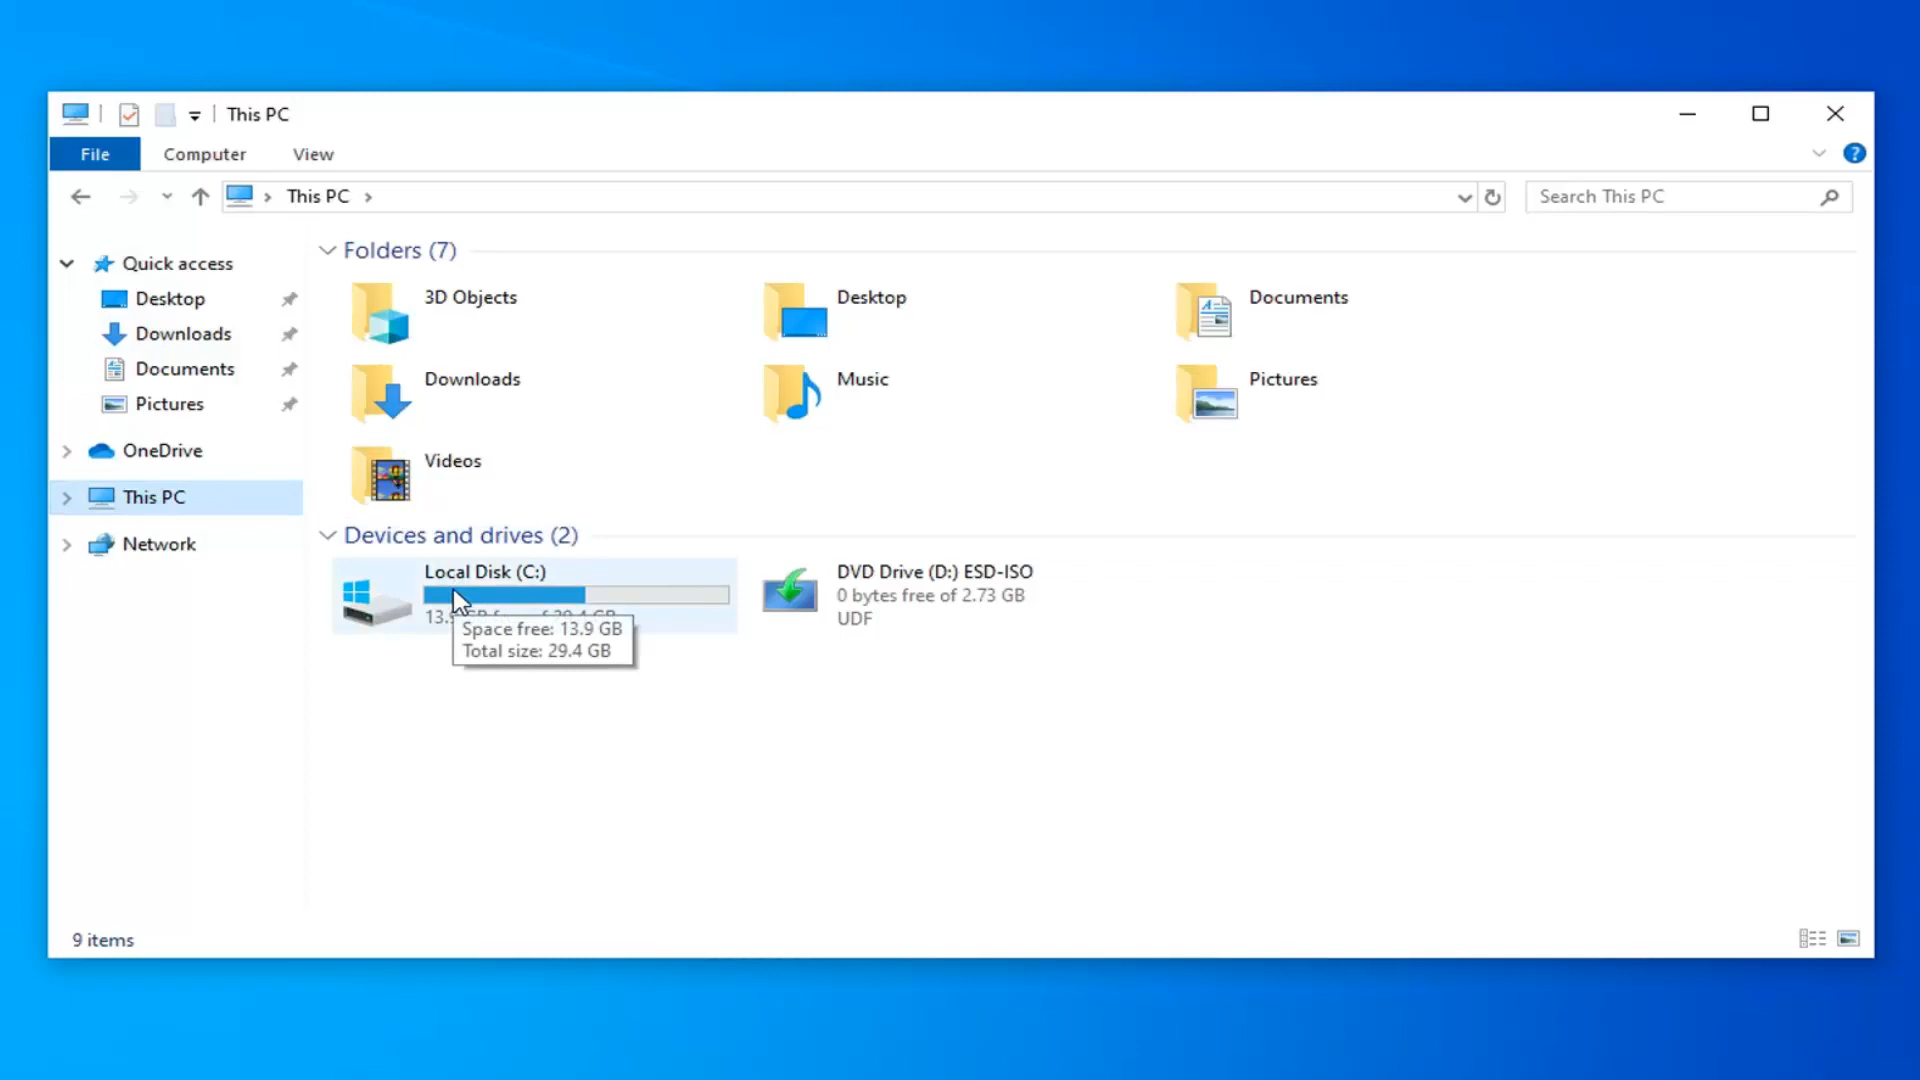 This PC
File Computer View
This PC
Search This PC
Quick access
Desktop
Downloads
Documents
Pictures
OneDrive
This PC
Network
Folders (7)
3D Objects
Desktop
Documents
Downloads
Music
Pictures
Videos
Devices and drives (2)
Local Disk (C:)
Space free: 13.9 GB
Total size: 29.4 GB
DVD Drive (D:) ESD-ISO
0 bytes free of 2.73 GB
UDF
9 items